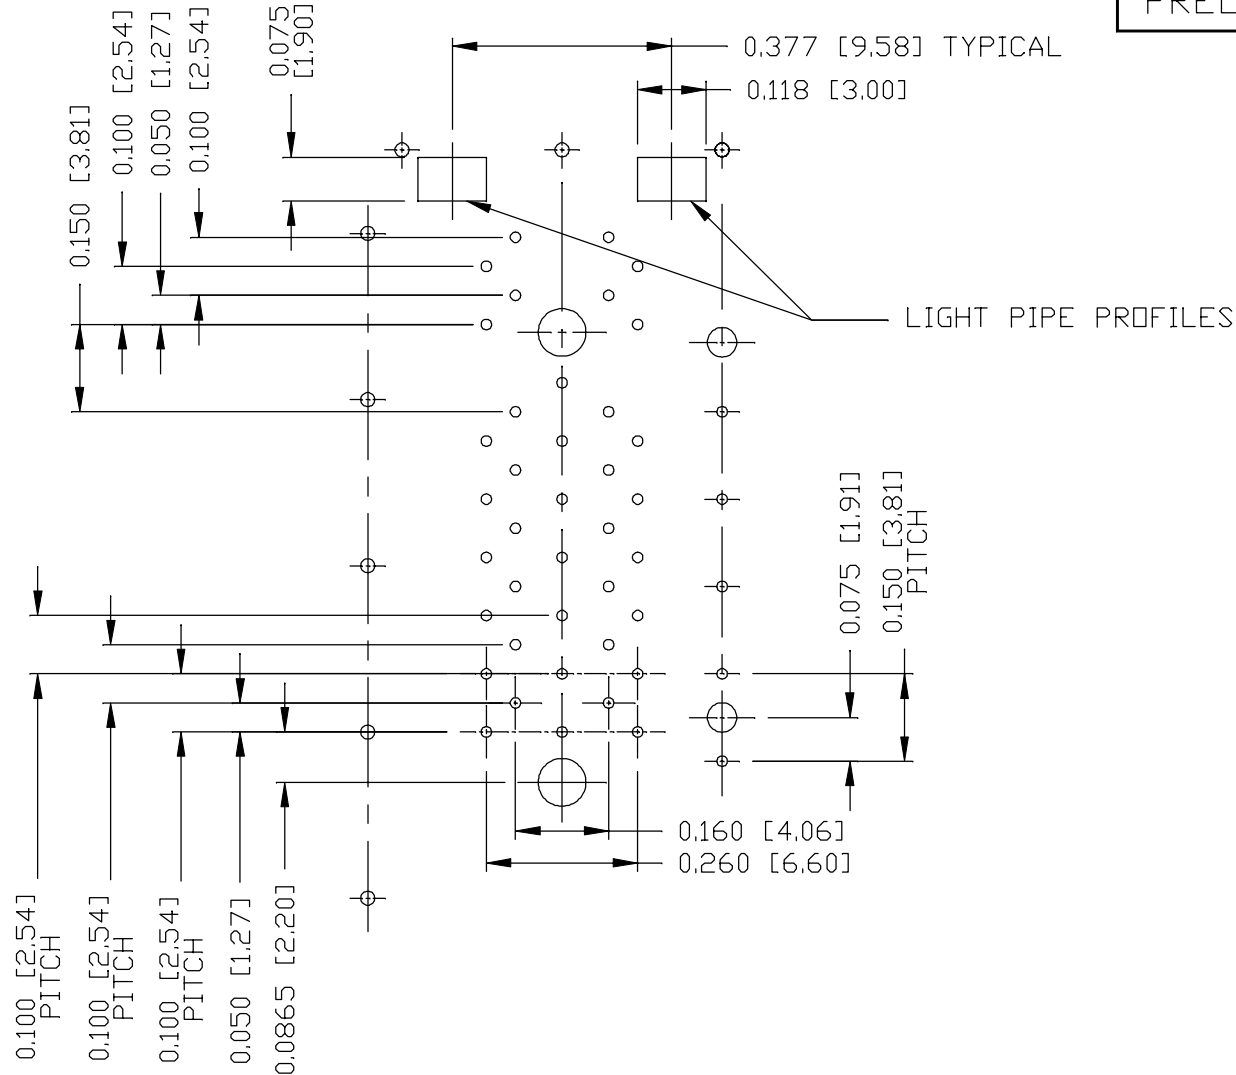 0.377 [9.58] TYPICAL
0.118 [3.00]
0.075
[1.90]
0.100 [2.54]
0.050 [1.27]
0.100 [2.54]
0.150 [3.81]
LIGHT PIPE PROFILES
0.075 [1.91]
0.150 [3.81]
PITCH
0.160 [4.06]
0.260 [6.60]
0.100 [2.54]
PITCH
0.100 [2.54]
PITCH
0.100 [2.54]
PITCH
0.050 [1.27]
0.0865 [2.20]